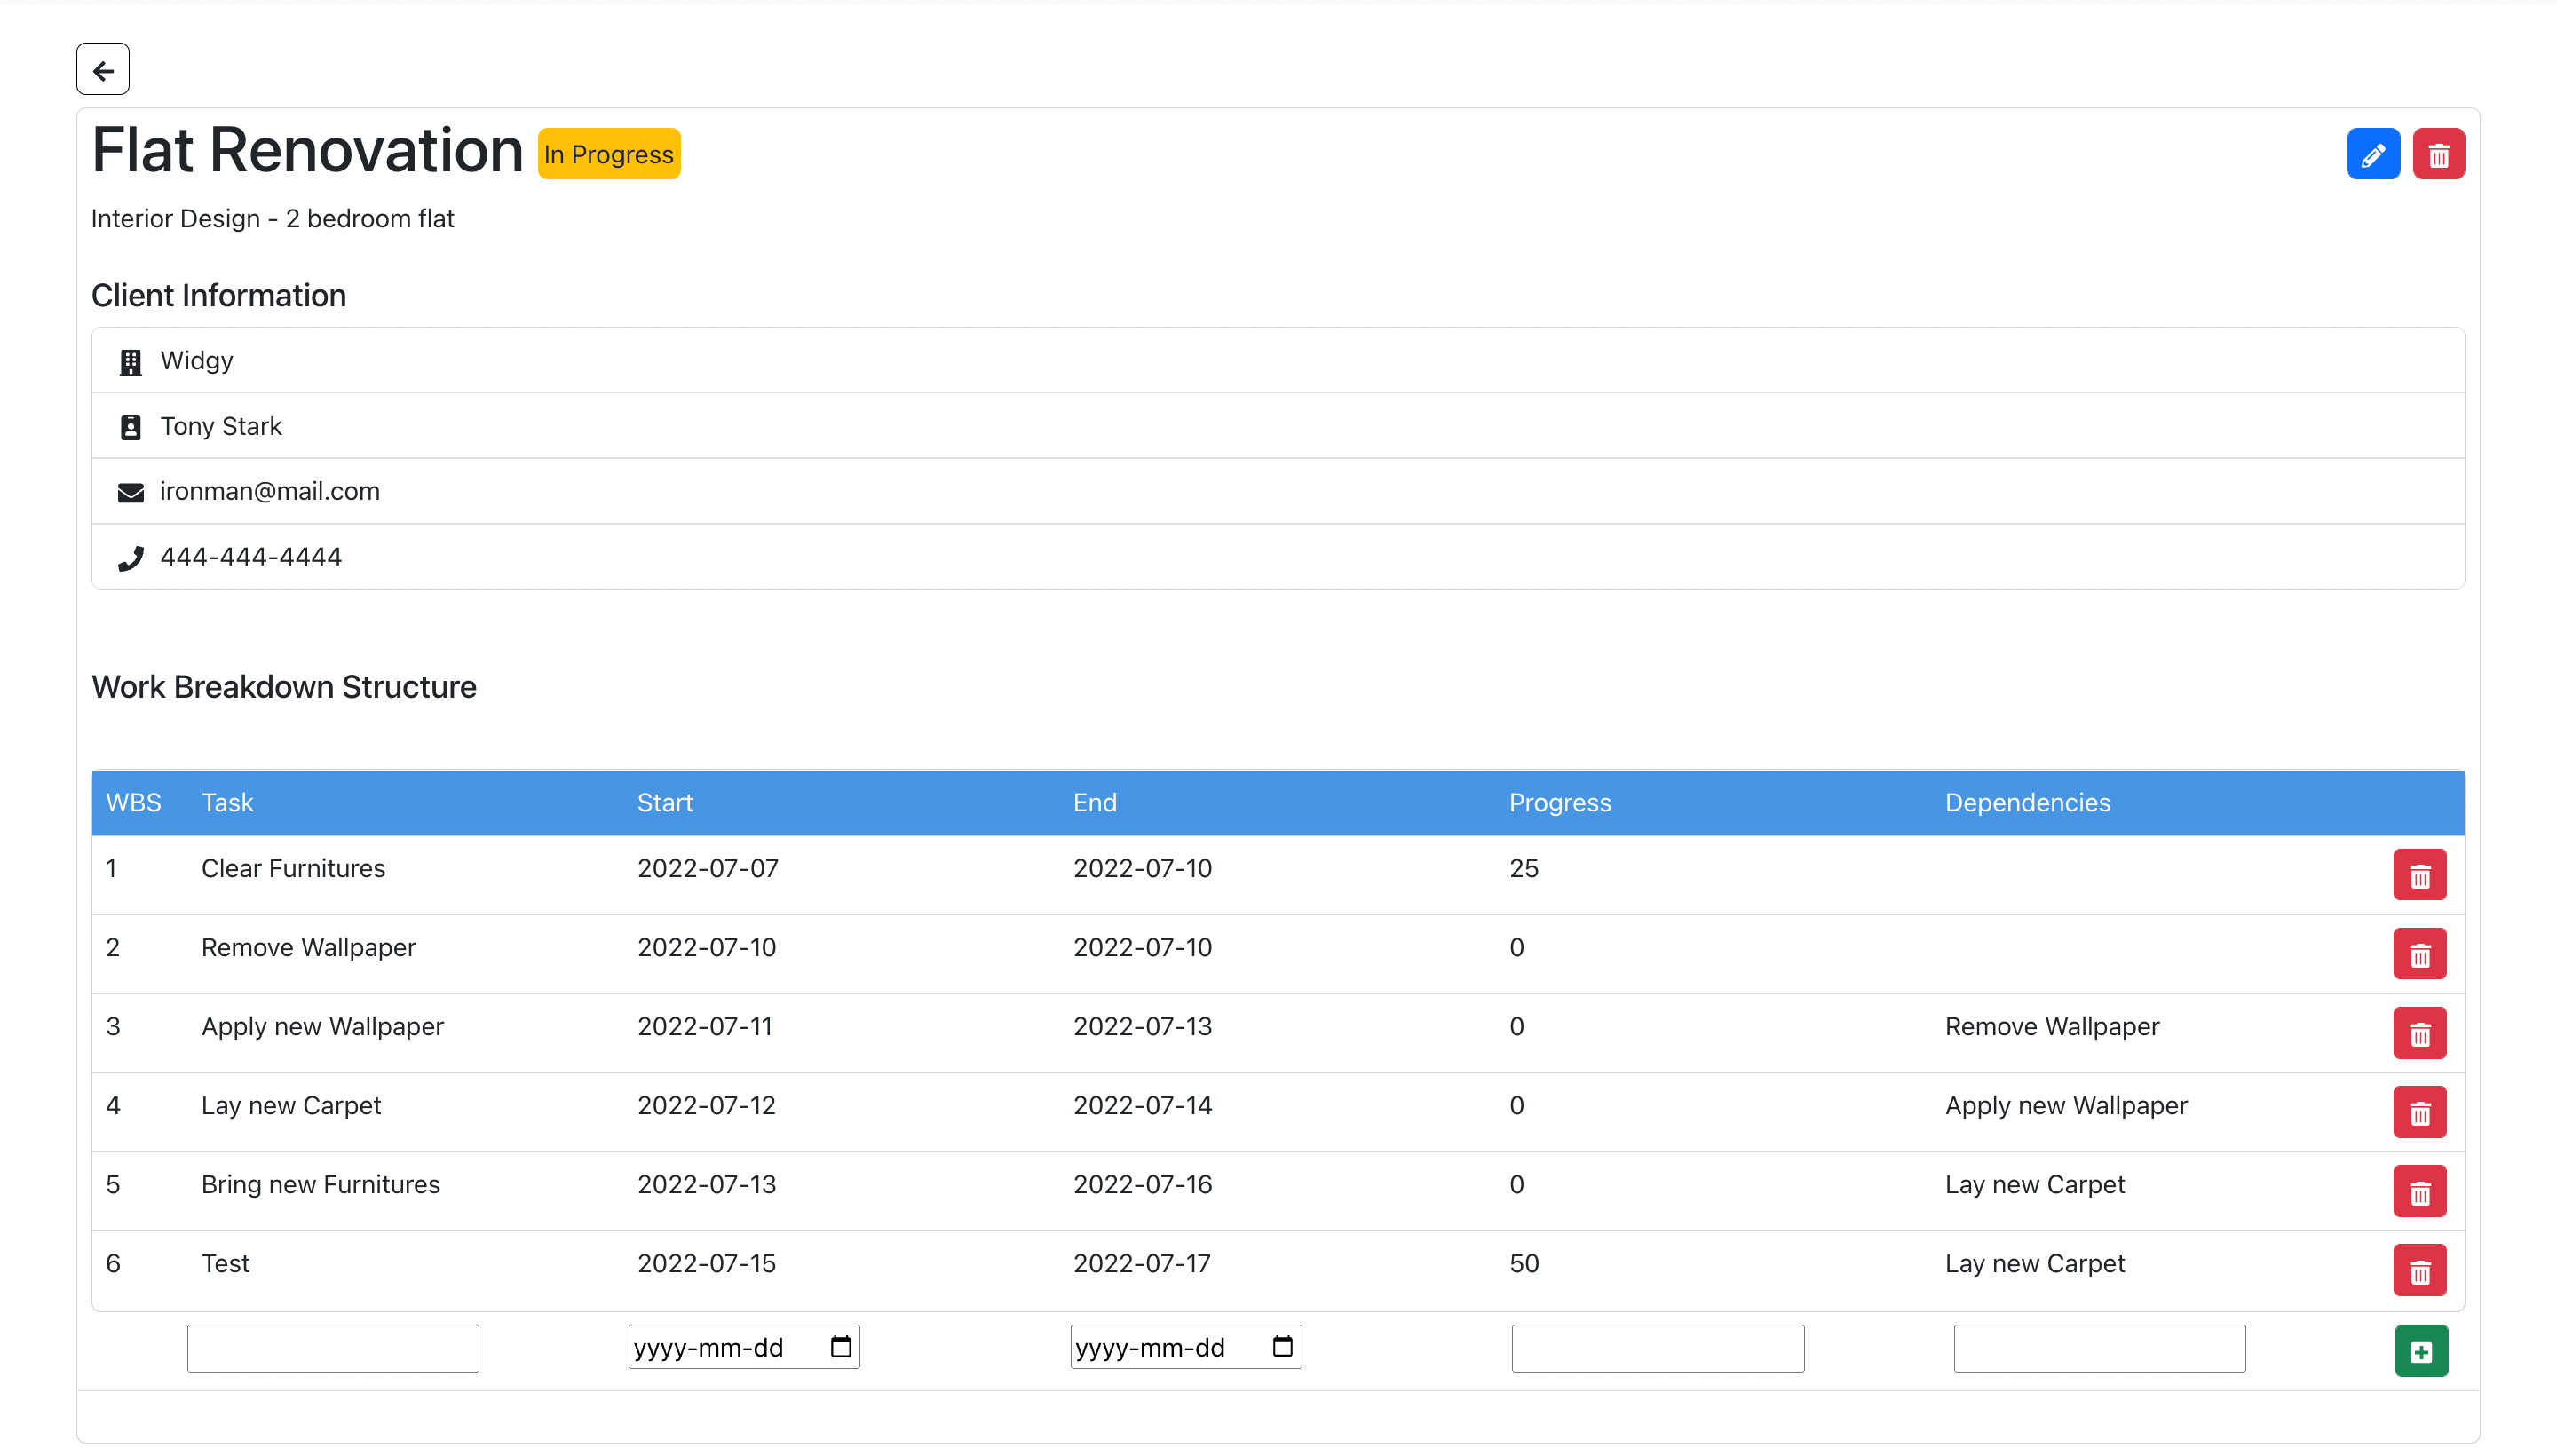 Flat Renovation In Progress
Interior Design - 2 bedroom flat
Client Information
Widgy
Tony Stark
ironman@mail.com
444-444-4444
Work Breakdown Structure
WBS Task Start End Progress Dependencies
1 Clear Furnitures 2022-07-07 2022-07-10 25
2 Remove Wallpaper 2022-07-10 2022-07-10 0
3 Apply new Wallpaper 2022-07-11 2022-07-13 0 Remove Wallpaper
4 Lay new Carpet 2022-07-12 2022-07-14 0 Apply new Wallpaper
5 Bring new Furnitures 2022-07-13 2022-07-16 0 Lay new Carpet
6 Test 2022-07-15 2022-07-17 50 Lay new Carpet
yyyy-mm-dd yyyy-mm-dd